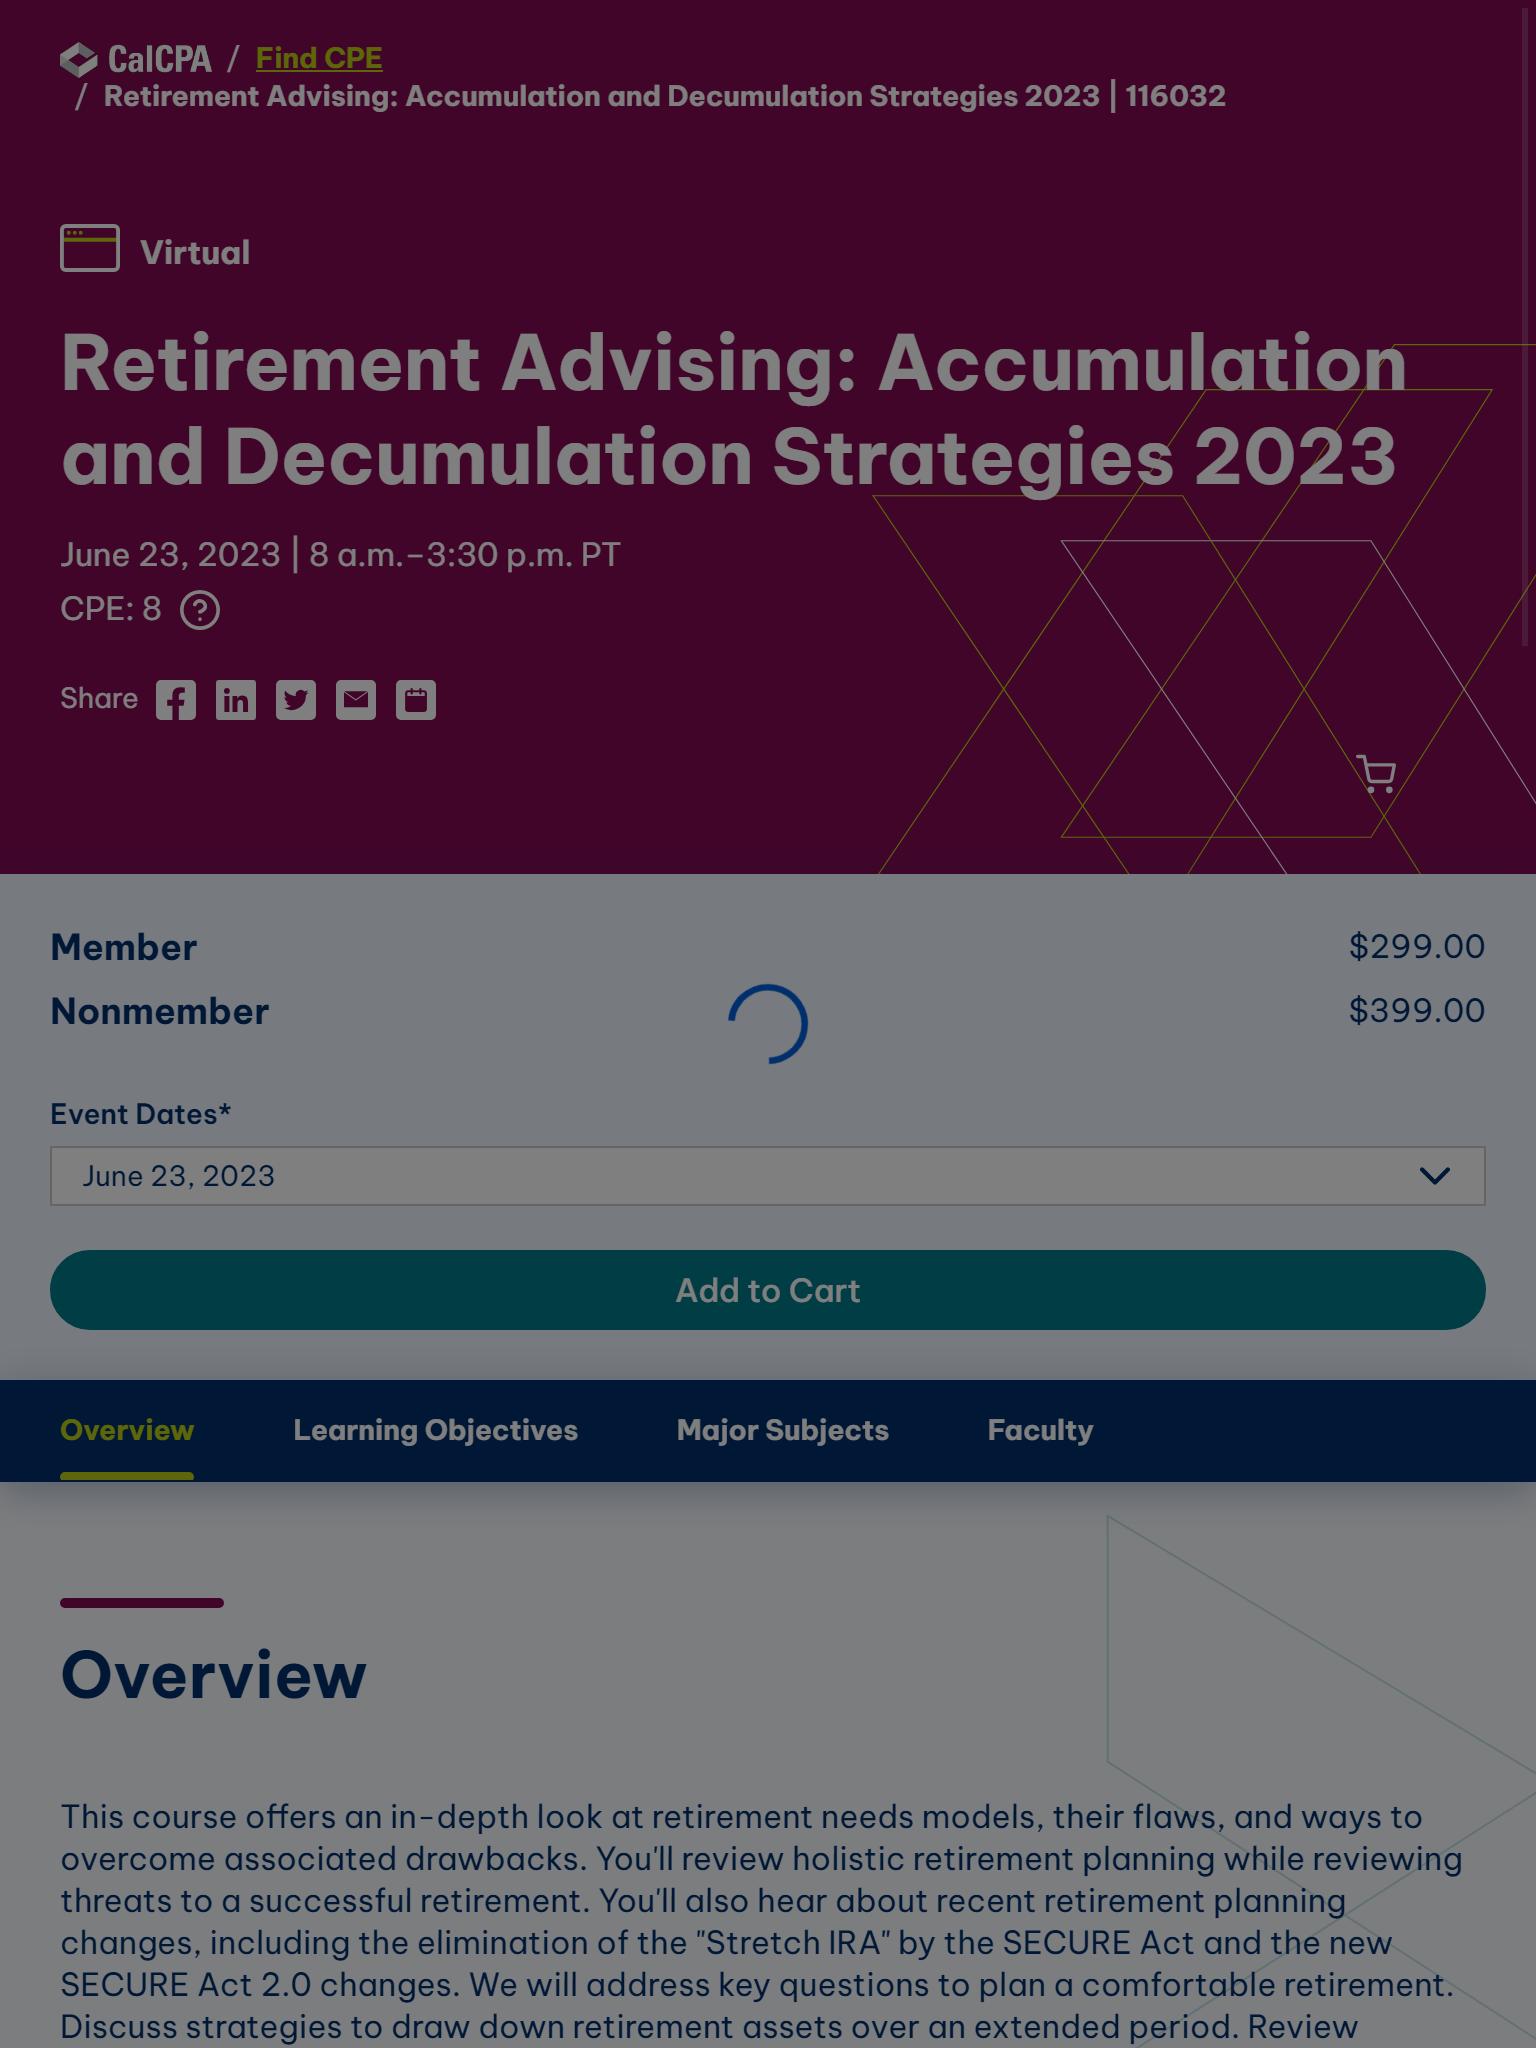 CalCPA / Find CPE
/ Retirement Advising: Accumulation and Decumulation Strategies 2023 | 116032
Virtual
Retirement Advising: Accumulation
and Decumulation Strategies 2023
June 23, 2023 | 8 a.m.–3:30 p.m. PT
CPE: 8 ?
Share
Member $299.00
Nonmember $399.00
Event Dates*
June 23, 2023
Add to Cart
Overview Learning Objectives Major Subjects Faculty
Overview
This course offers an in-depth look at retirement needs models, their flaws, and ways to
overcome associated drawbacks. You'll review holistic retirement planning while reviewing
threats to a successful retirement. You'll also hear about recent retirement planning
changes, including the elimination of the "Stretch IRA" by the SECURE Act and the new
SECURE Act 2.0 changes. We will address key questions to plan a comfortable retirement.
Discuss strategies to draw down retirement assets over an extended period. Review